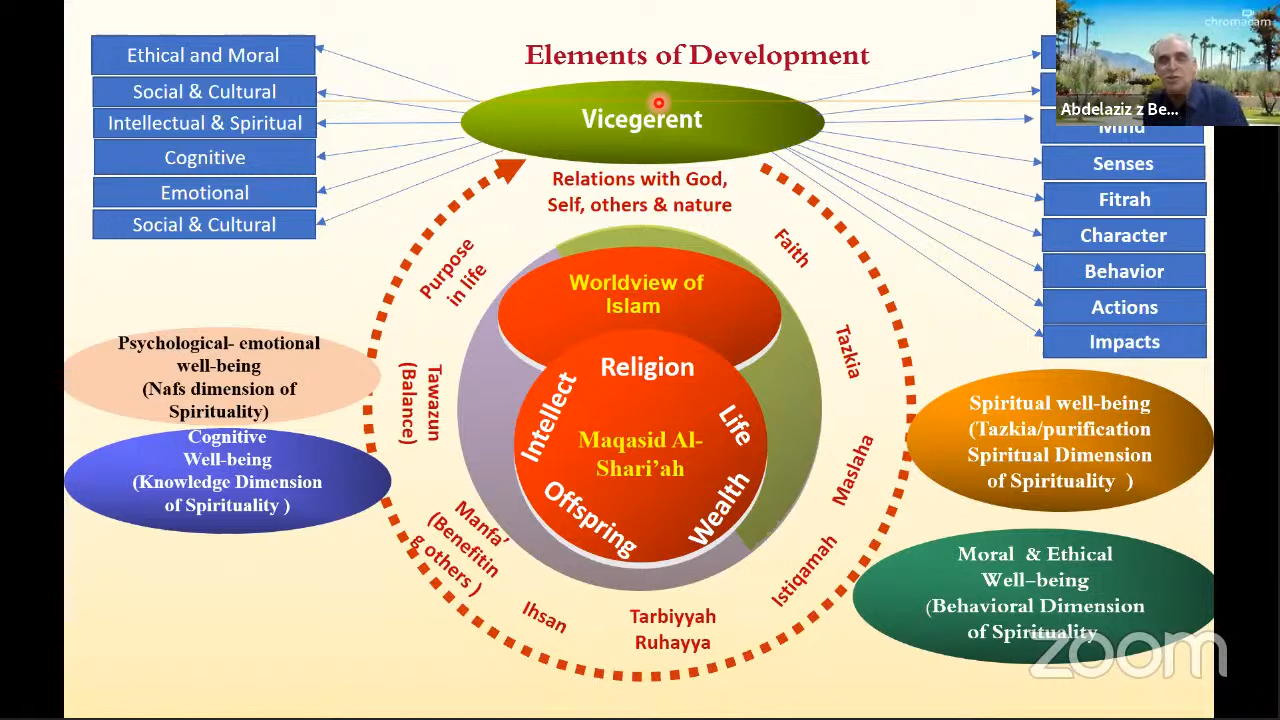 Elements of Development
Ethical and Moral
Social & Cultural
Intellectual & Spiritual
Cognitive
Emotional
Social & Cultural
Vicegerent
Relations with God,
Self, others & nature
chromacam
Abdelaziz z Be...
Mind
Senses
Fitrah
Character
Behavior
Actions
Impacts
Purpose
in life
Faith
Tazkia
Maslaha
Istiqamah
Tarbiyyah
Ruhayya
Ihsan
Manfa’
(Benefitin
g others )
Tawazun
(Balance)
Worldview of
Islam
Religion
Intellect
Life
Maqasid Al-
Shari’ah
Offspring
Wealth
Psychological- emotional
well-being
(Nafs dimension of
Spirituality)
Cognitive
Well-being
(Knowledge Dimension
of Spirituality )
Spiritual well-being
(Tazkia/purification
Spiritual Dimension
of Spirituality )
Moral & Ethical
Well-being
(Behavioral Dimension
of Spirituality
zoom